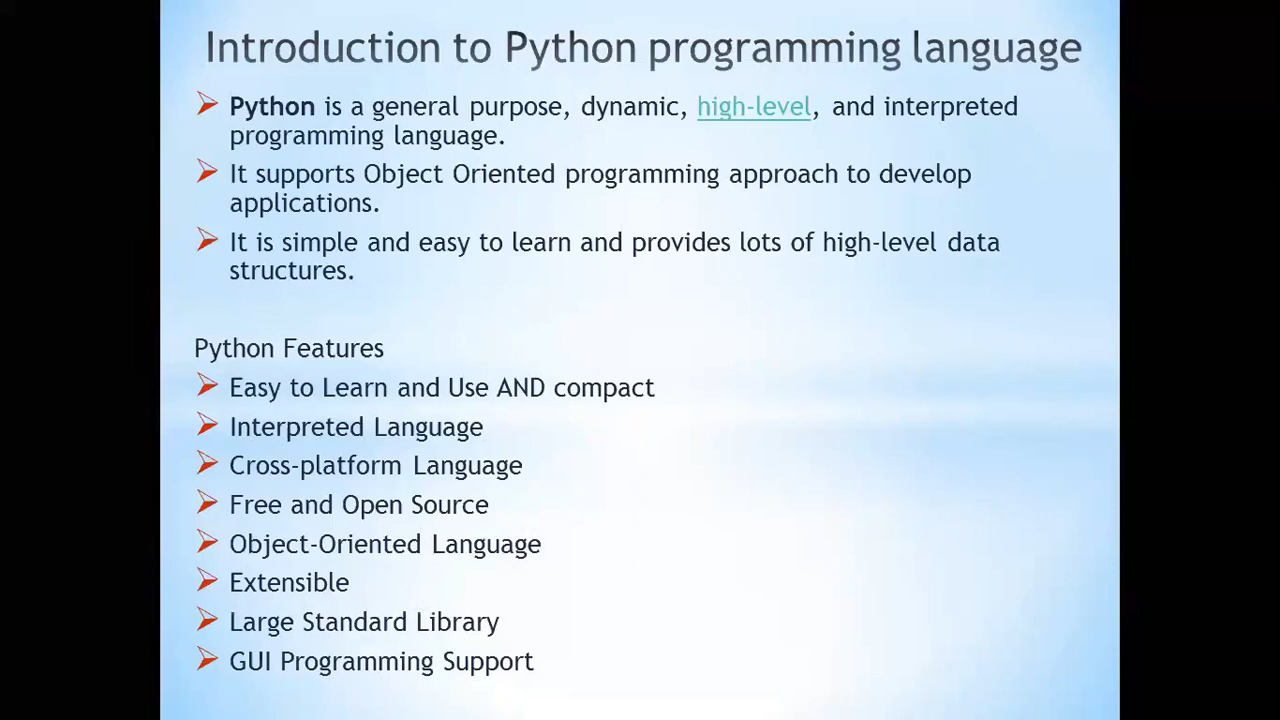 Introduction to Python programming language
Python is a general purpose, dynamic, high-level, and interpreted
programming language.
It supports Object Oriented programming approach to develop
applications.
It is simple and easy to learn and provides lots of high-level data
structures.
Python Features
Easy to Learn and Use AND compact
Interpreted Language
Cross-platform Language
Free and Open Source
Object-Oriented Language
Extensible
Large Standard Library
GUI Programming Support